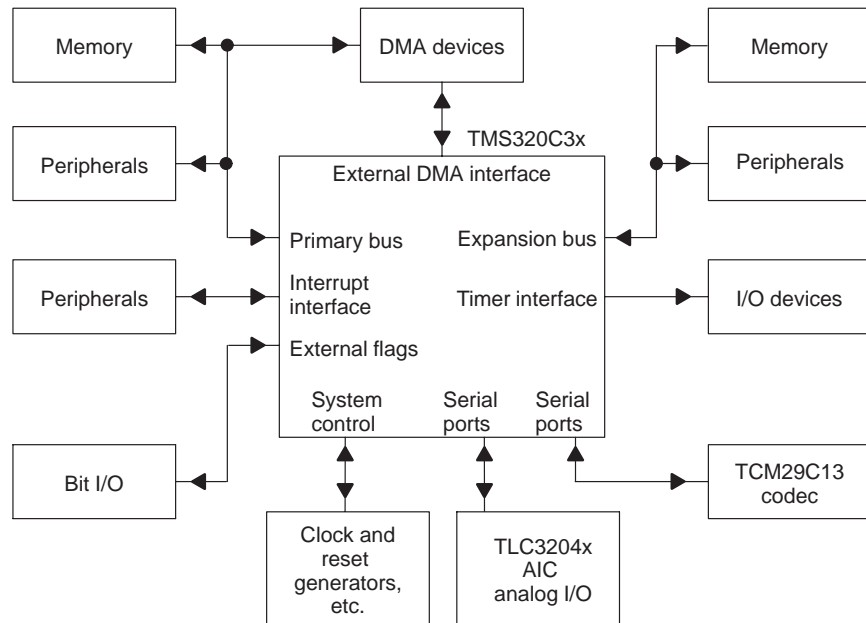 Memory
DMA devices
Memory
TMS320C3x
Peripherals
External DMA interface
Peripherals
Primary bus
Expansion bus
Peripherals
Interrupt
interface
Timer interface
I/O devices
External flags
System
control
Serial
ports
Serial
ports
Bit I/O
TCM29C13
codec
Clock and
reset
generators,
etc.
TLC3204x
AIC
analog I/O